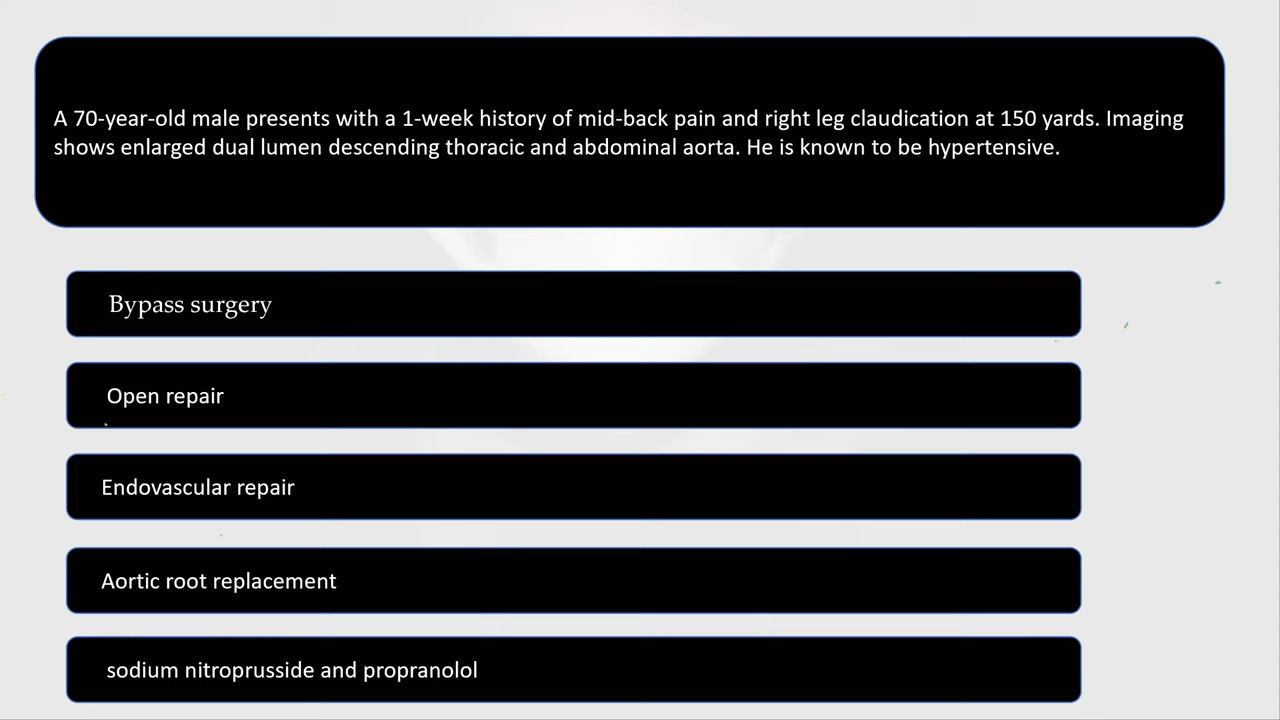 A 70-year-old male presents with a 1-week history of mid-back pain and right leg claudication at 150 yards. Imaging
shows enlarged dual lumen descending thoracic and abdominal aorta. He is known to be hypertensive.
Bypass surgery
Open repair
Endovascular repair
Aortic root replacement
sodium nitroprusside and propranolol